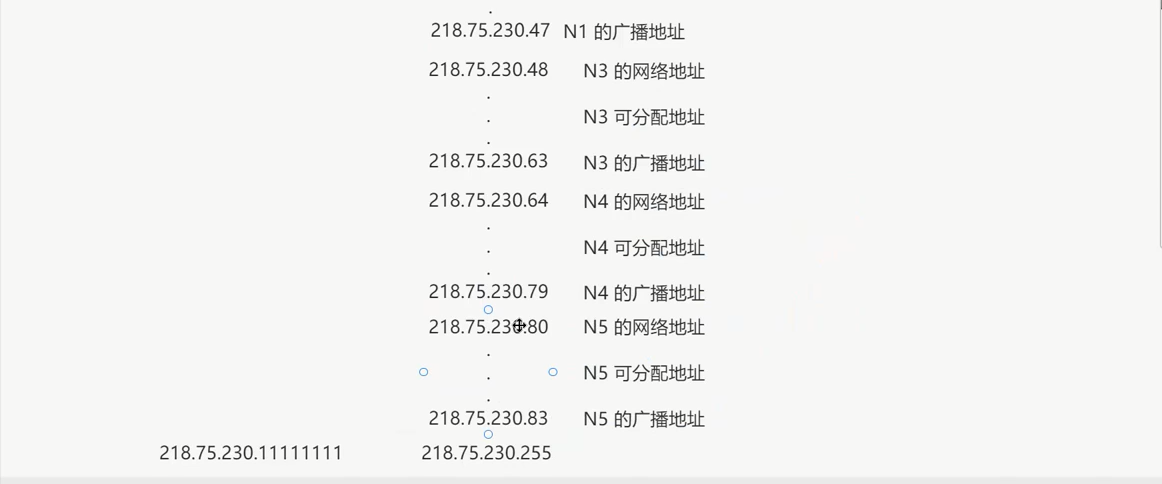 218.75.230.47 N1 的广播地址
218.75.230.48 N3 的网络地址
N3 可分配地址
218.75.230.63 N3 的广播地址
218.75.230.64 N4 的网络地址
N4 可分配地址
218.75.230.79 N4 的广播地址
218.75.230.80 N5 的网络地址
N5 可分配地址
218.75.230.83 N5 的广播地址
218.75.230.11111111 218.75.230.255